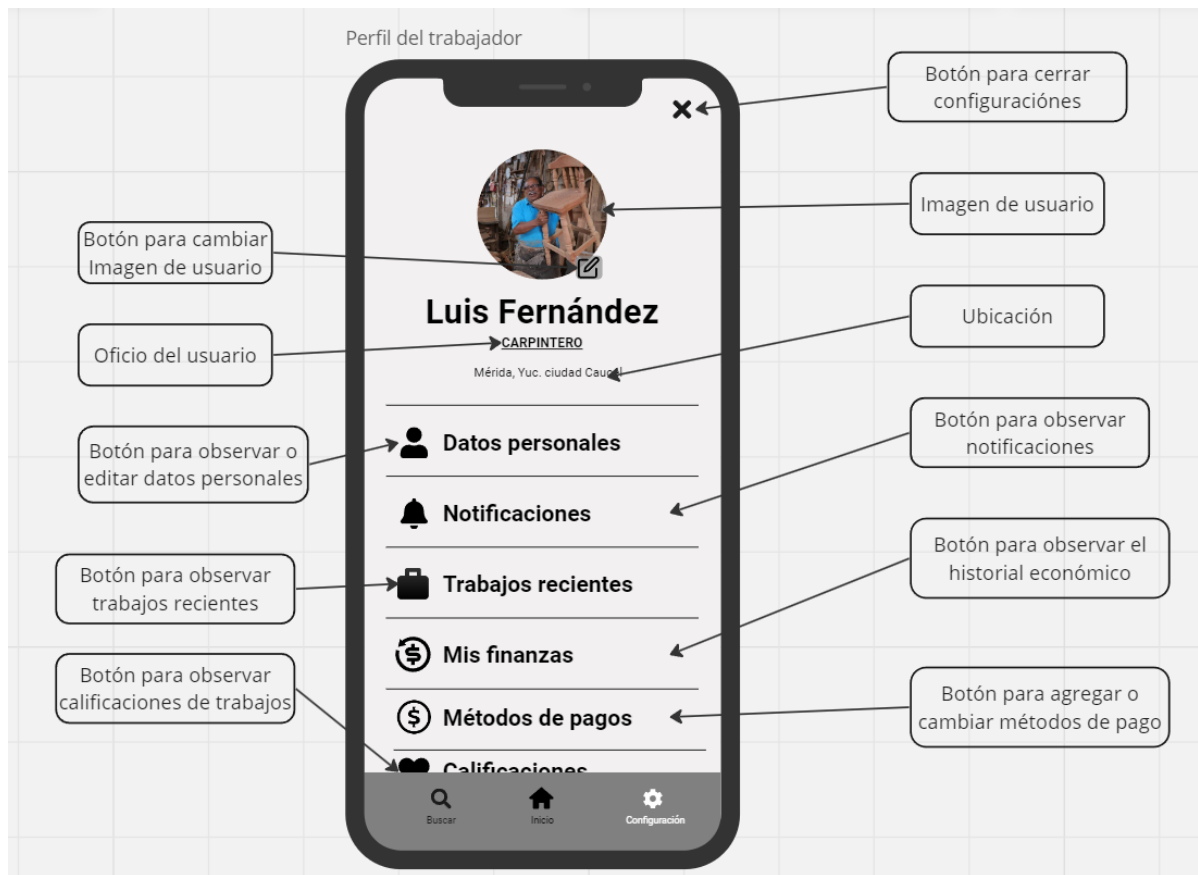 Perfil del trabajador
Botón para cerrar
configuraciónes
Imagen de usuario
Botón para cambiar
Imagen de usuario
Luis Fernández
Ubicación
CARPINTERO
Oficio del usuario
Mérida, Yuc. ciudad Caucel
Botón para observar
notificaciones
Datos personales
Botón para observar o
editar datos personales
Notificaciones
Botón para observar el
historial económico
Botón para observar
trabajos recientes
Trabajos recientes
Mis finanzas
Botón para observar
calificaciones de trabajos
Botón para agregar o
cambiar métodos de pago
Métodos de pagos
Calificaciones
Buscar
Inicio
Configuración